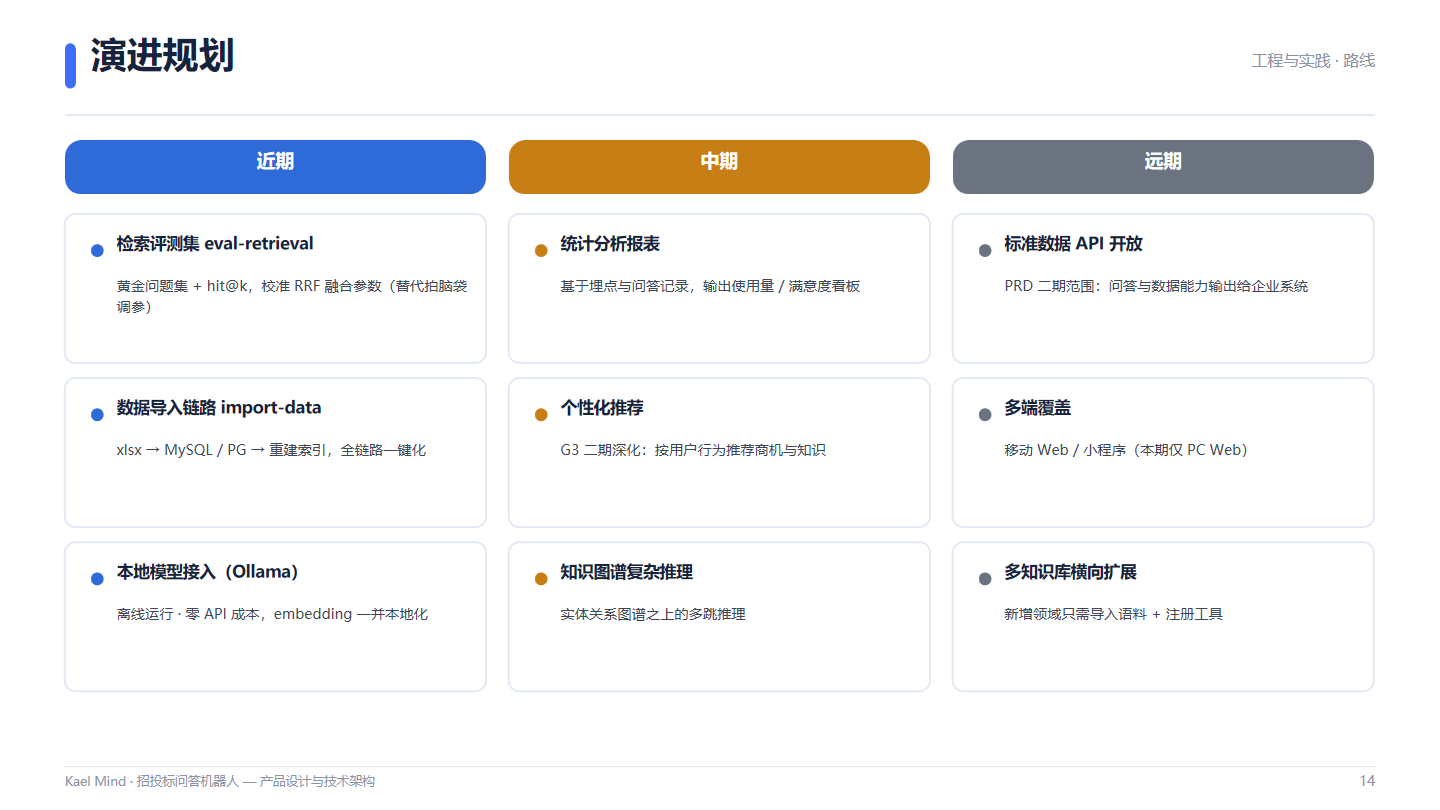 演进规划
工程与实践 · 路线
近期
中期
远期
检索评测集 eval-retrieval
黄金问题集 + hit@k，校准 RRF 融合参数（替代拍脑袋
调参）
统计分析报表
基于埋点与问答记录，输出使用量 / 满意度看板
标准数据 API 开放
PRD 二期范围：问答与数据能力输出给企业系统
数据导入链路 import-data
xlsx → MySQL / PG → 重建索引，全链路一键化
个性化推荐
G3 二期深化：按用户行为推荐商机与知识
多端覆盖
移动 Web / 小程序（本期仅 PC Web）
本地模型接入（Ollama）
离线运行 · 零 API 成本，embedding 一并本地化
知识图谱复杂推理
实体关系图谱之上的多跳推理
多知识库横向扩展
新增领域只需导入语料 + 注册工具
Kael Mind · 招投标问答机器人 — 产品设计与技术架构
14